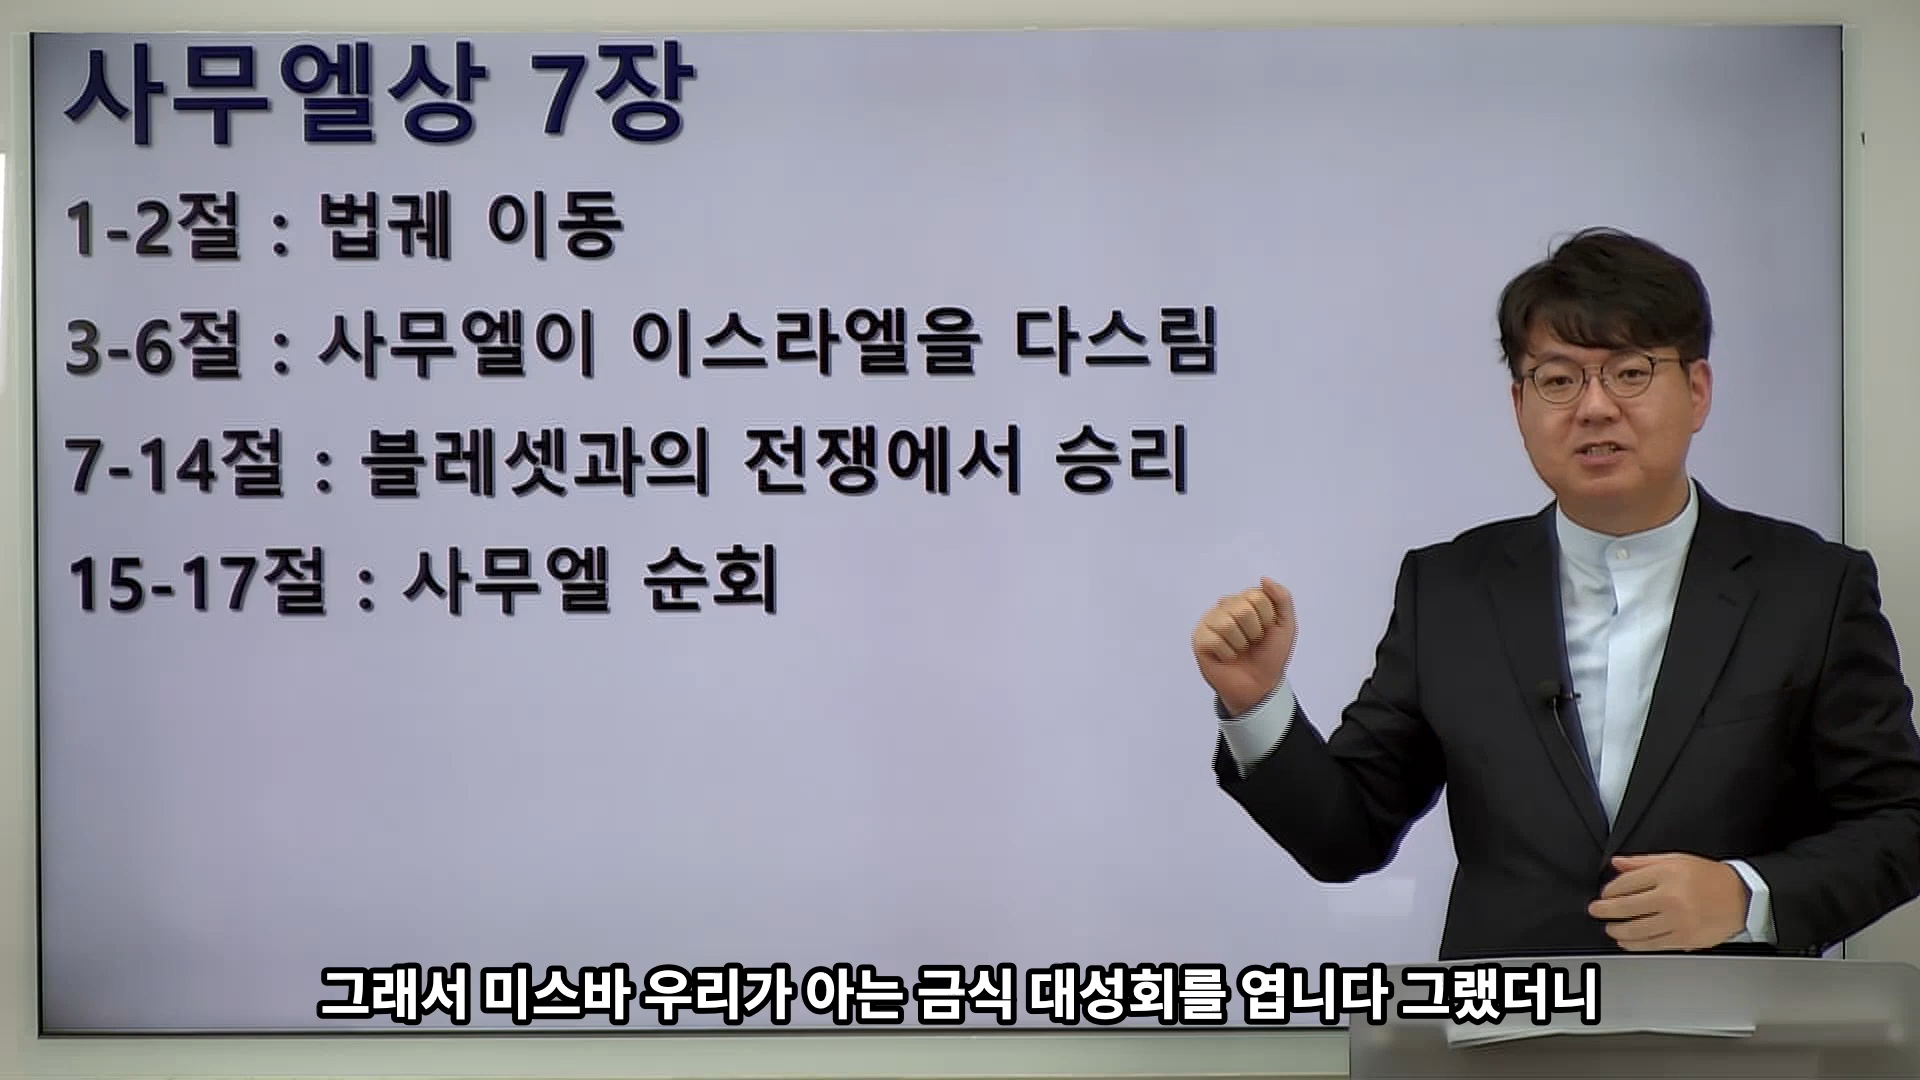 사무엘상 7장
1-2절 : 법궤 이동
3-6절 : 사무엘이 이스라엘을 다스림
7-14절 : 블레셋과의 전쟁에서 승리
15-17절 : 사무엘 순회
그래서 미스바 우리가 아는 금식 대성회를 엽니다 그랬더니